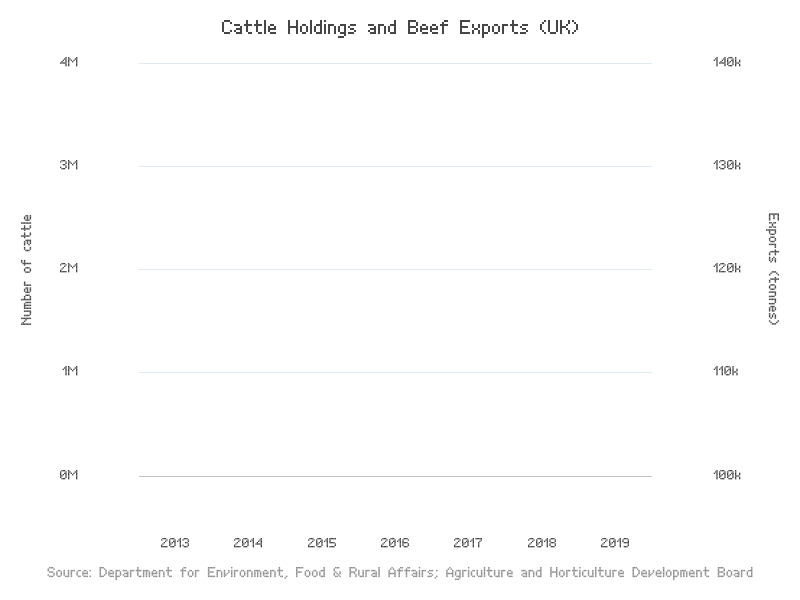 Cattle Holdings and Beef Exports (UK)
4M
140k
3M
130k
Number of cattle
Exports (tonnes)
2M
120k
1M
110k
0M
100k
2013 2014 2015 2016 2017 2018 2019
Source: Department for Environment, Food & Rural Affairs; Agriculture and Horticulture Development Board